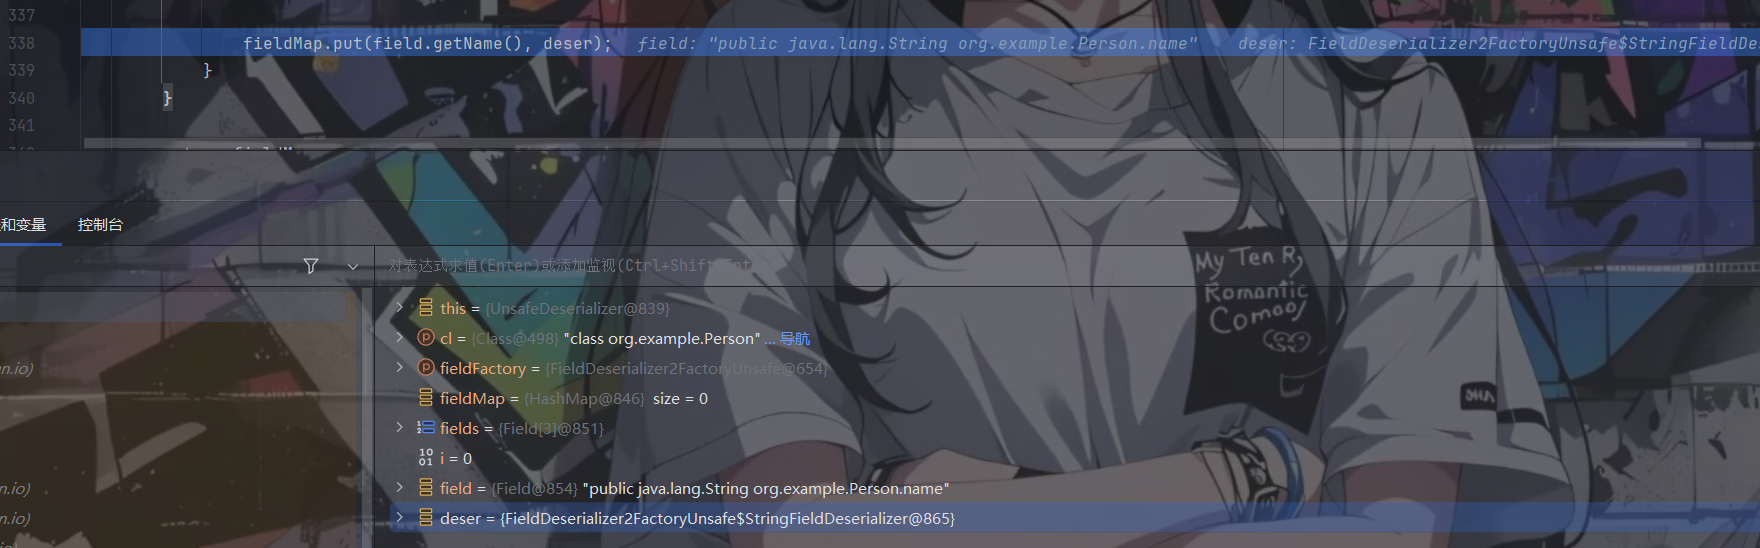 337
338 fieldMap.put(field.getName(), deser); field: "public java.lang.String org.example.Person.name" deser: FieldDeserializer2FactoryUnsafe$StringFieldDes
339 }
340 }
341
和变量 控制台
对表达式求值(Enter)或添加监视(Ctrl+Shift+Ent
this = {UnsafeDeserializer@839}
cl = {Class@498} "class org.example.Person" ... 导航
n.io)
fieldFactory = {FieldDeserializer2FactoryUnsafe@654}
fieldMap = {HashMap@846} size = 0
fields = {Field[3]@851}
i = 0
n.io)
field = {Field@854} "public java.lang.String org.example.Person.name"
n.io)
deser = {FieldDeserializer2FactoryUnsafe$StringFieldDeserializer@865}
My Ten R
Romantic